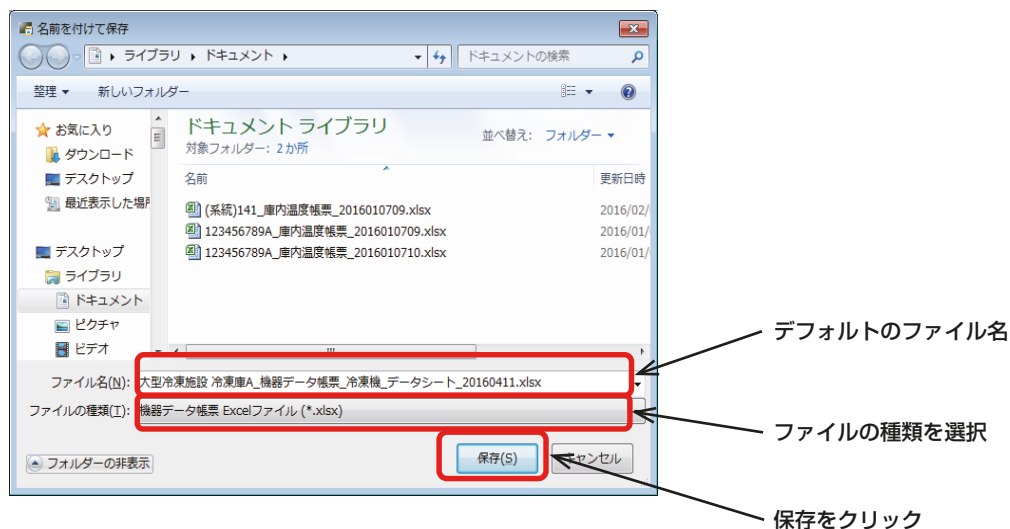 名前を付けて保存
ライブラリ ▸ ドキュメント ▸
ドキュメントの検索
整理 ▼ 新しいフォルダー
お気に入り
ダウンロード
デスクトップ
最近表示した場所
デスクトップ
ライブラリ
ドキュメント
ピクチャ
ビデオ
ドキュメント ライブラリ
対象フォルダー: 2 か所
並べ替え: フォルダー ▼
名前 更新日時
(系統)141_庫内温度帳票_2016010709.xlsx 2016/02/
123456789A_庫内温度帳票_2016010709.xlsx 2016/01/
123456789A_庫内温度帳票_2016010710.xlsx 2016/01/
ファイル名(N): 大型冷凍施設 冷凍庫A_機器データ帳票_冷凍機_データシート_20160411.xlsx
ファイルの種類(T): 機器データ帳票 Excelファイル (*.xlsx)
フォルダーの非表示
保存(S)
キャンセル
デフォルトのファイル名
ファイルの種類を選択
保存をクリック